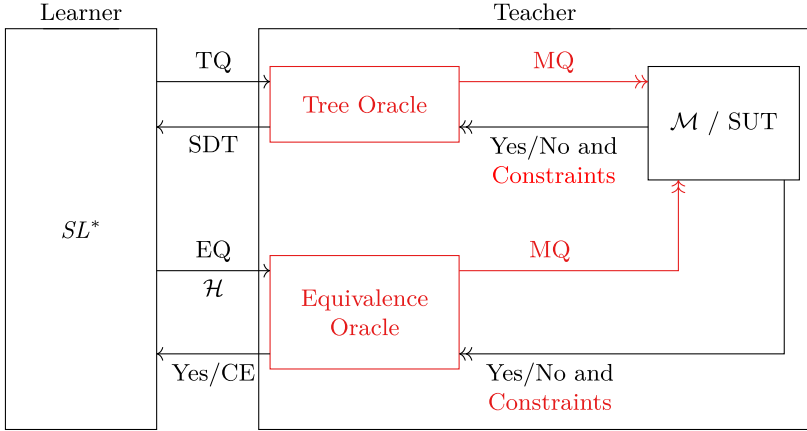 Learner
Teacher
TQ
MQ
Tree Oracle
ℳ / SUT
SDT
Yes/No and
Constraints
SL*
EQ
ℋ
MQ
Equivalence
Oracle
Yes/CE
Yes/No and
Constraints